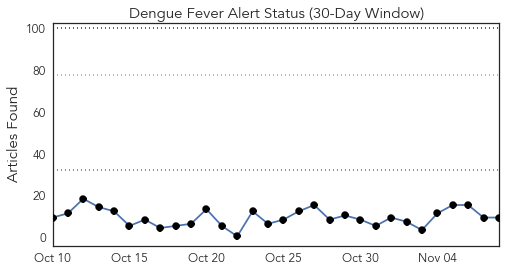 Dengue Fever Alert Status (30-Day Window)
Articles Found
100
80
60
40
20
0
Oct 10
Oct 15
Oct 20
Oct 25
Oct 30
Nov 04